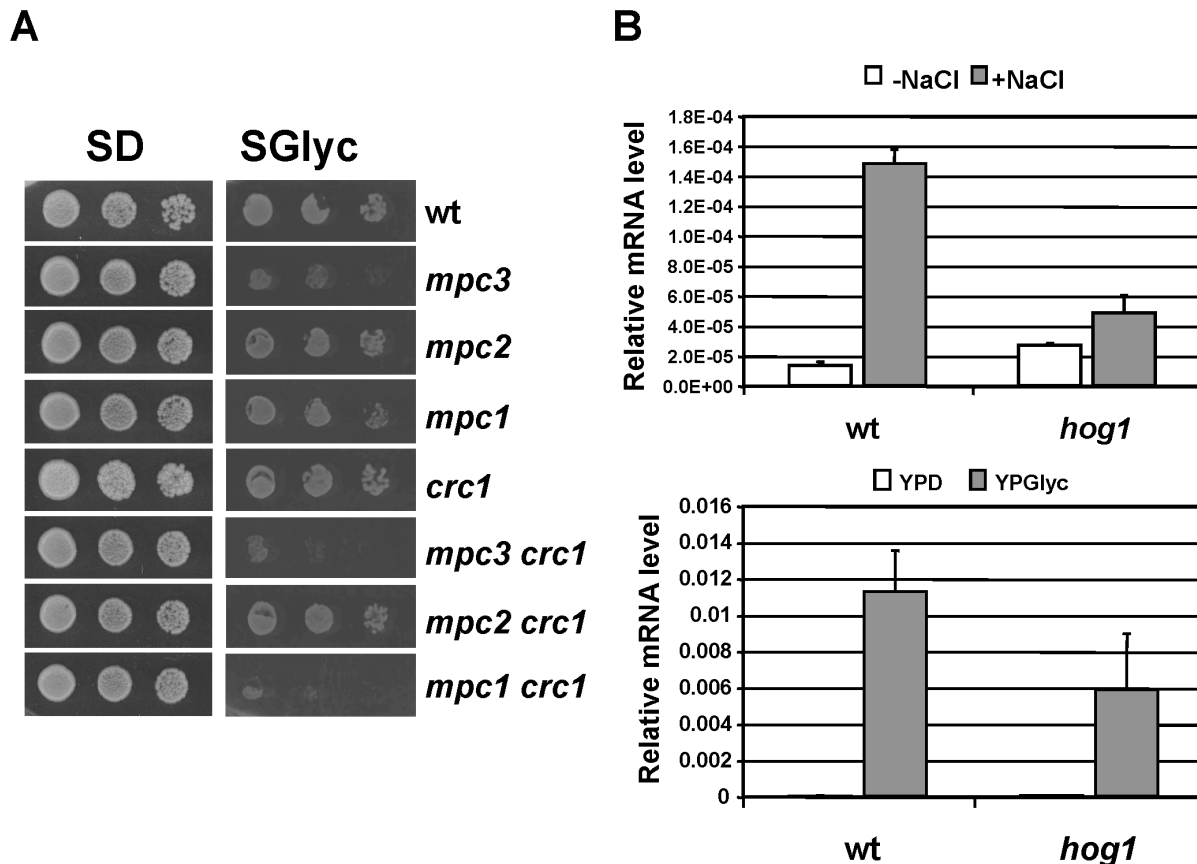 A
SD SGlyc
wt
mpc3
mpc2
mpc1
crc1
mpc3 crc1
mpc2 crc1
mpc1 crc1
B
-NaCl +NaCl
Relative mRNA level
1.8E-04
1.6E-04
1.4E-04
1.2E-04
1.0E-04
8.0E-05
6.0E-05
4.0E-05
2.0E-05
0.0E+00
wt hog1
YPD YPGlyc
Relative mRNA level
0.016
0.014
0.012
0.01
0.008
0.006
0.004
0.002
0
wt hog1